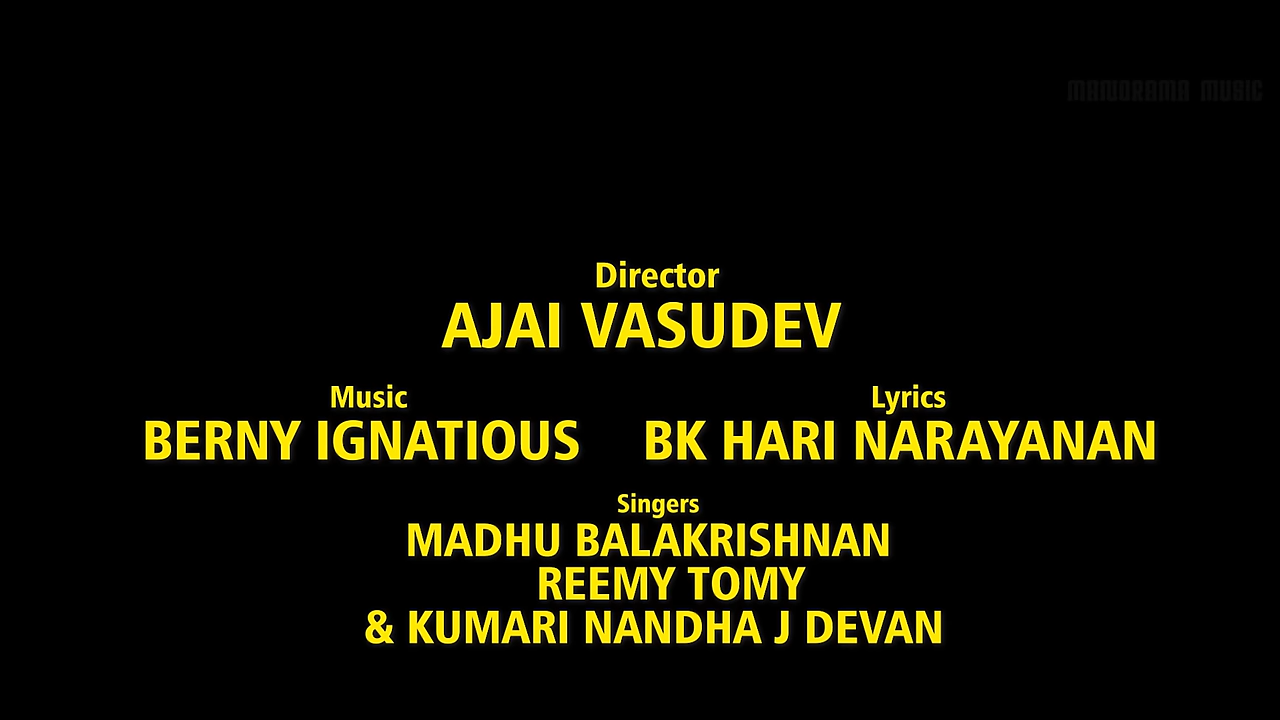 MANORAMA MUSIC
Director
AJAI VASUDEV
Music
BERNY IGNATIOUS
Lyrics
BK HARI NARAYANAN
Singers
MADHU BALAKRISHNAN
REEMY TOMY
& KUMARI NANDHA J DEVAN